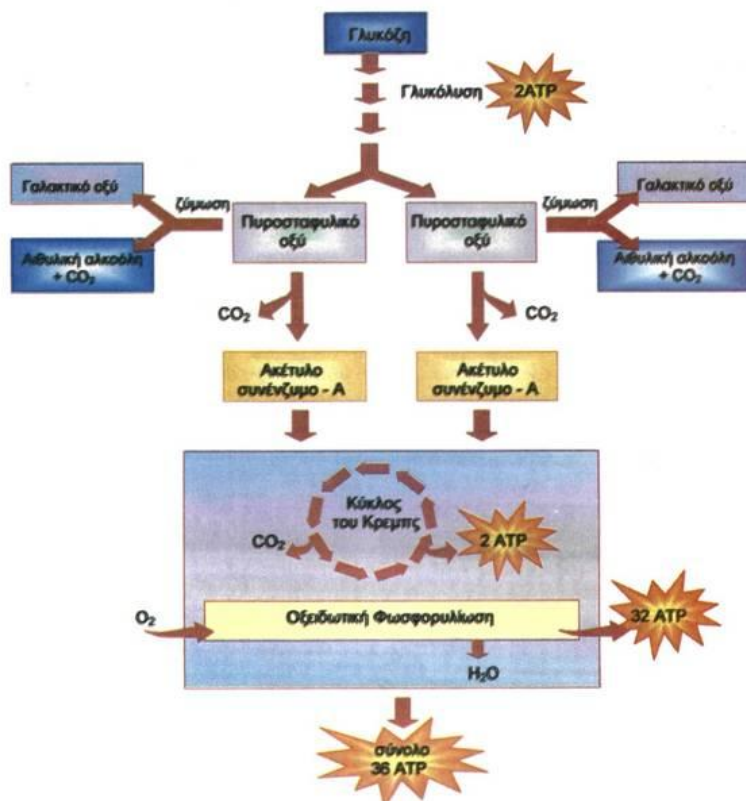 Γλυκόζη
Γλυκόλυση
2ATP
Γαλακτικό οξύ
ζύμωση
Πυροσταφυλικό
οξύ
Πυροσταφυλικό
οξύ
ζύμωση
Γαλακτικό οξύ
Αιθυλική αλκοόλη
+ CO₂
Αιθυλική αλκοόλη
+ CO₂
CO₂
CO₂
Ακέτυλο
συνένζυμο - Α
Ακέτυλο
συνένζυμο - Α
Κύκλος
του Κρεμπς
CO₂
2 ATP
O₂
Οξειδωτική Φωσφορυλίωση
32 ATP
H₂O
σύνολο
36 ATP